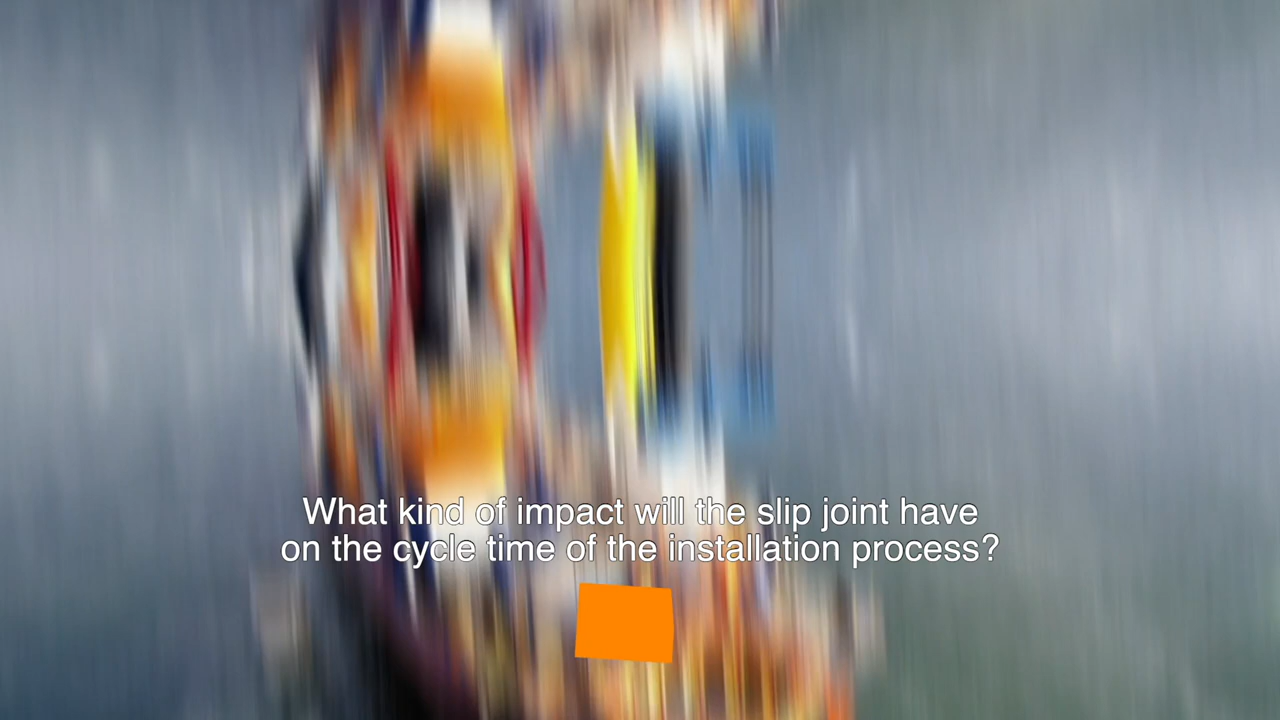 What kind of impact will the slip joint have
on the cycle time of the installation process?